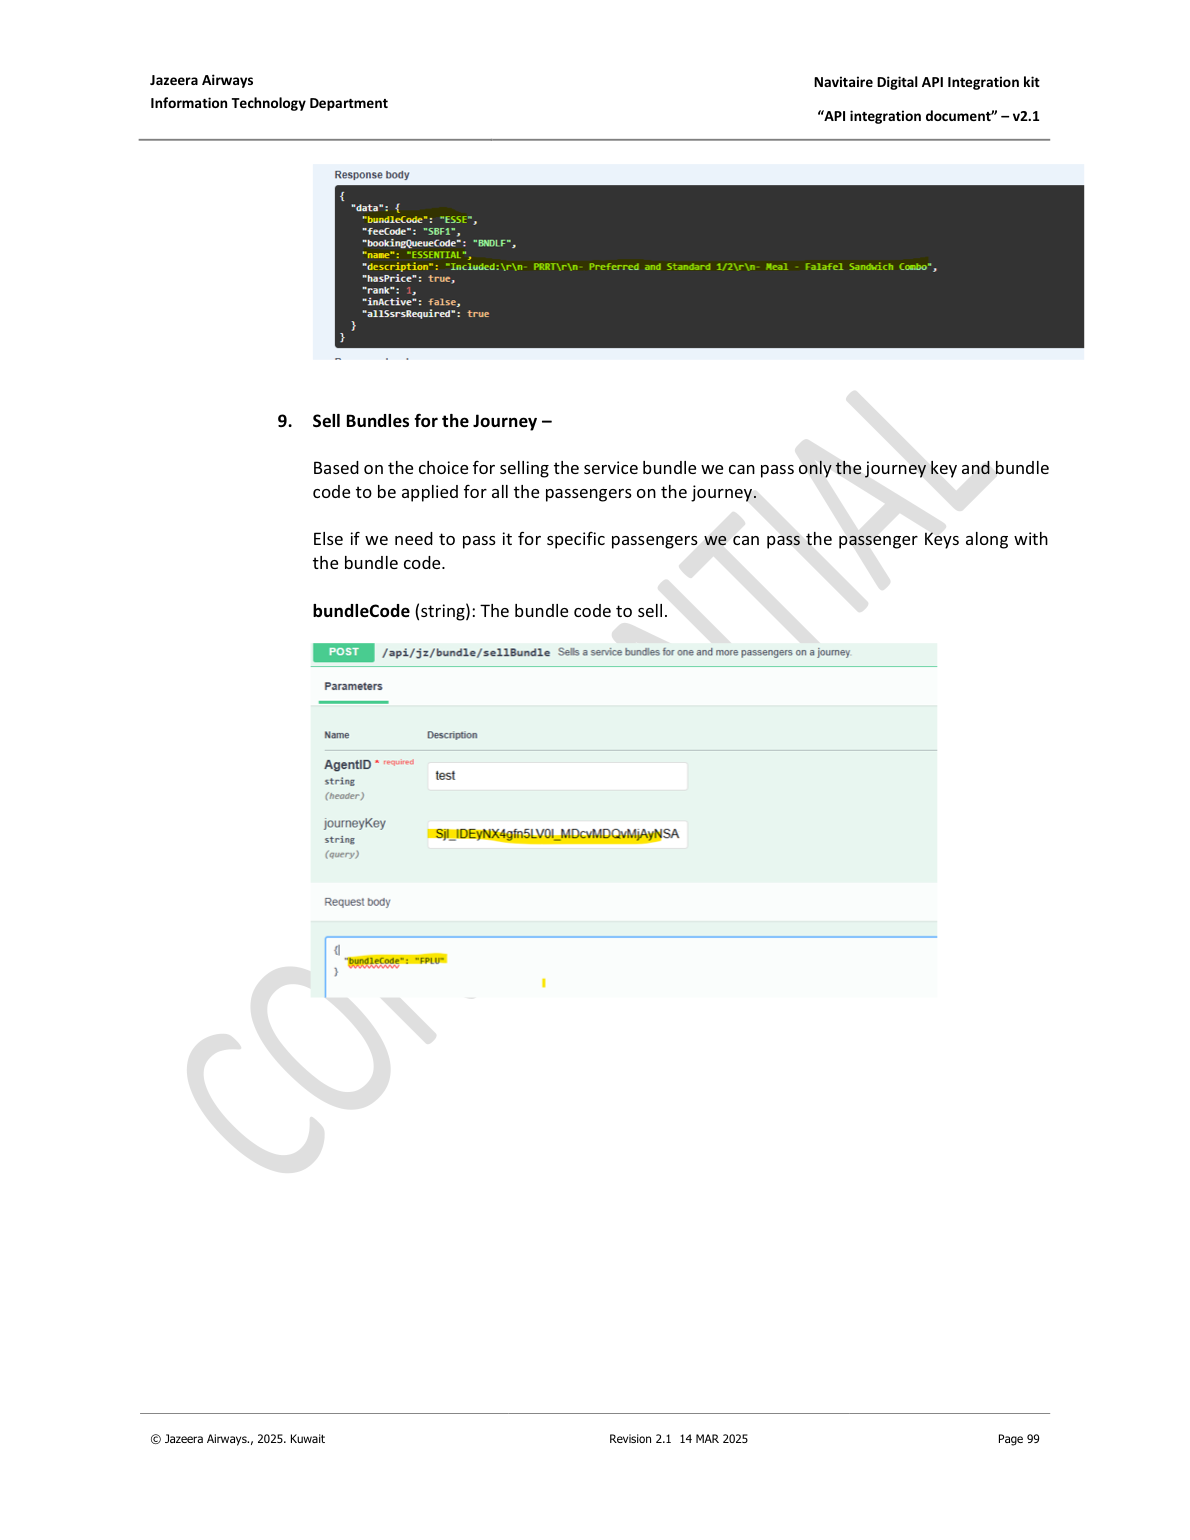 Jazeera Airways
Information Technology Department
Navitaire Digital API Integration kit
“API integration document” – v2.1
Response body
{
"data": {
"bundleCode": "ESSE",
"feeCode": "SBF1",
"bookingQueueCode": "BNDLF",
"name": "ESSENTIAL",
"description": "Included:\r\n- PRRT\r\n- Preferred and Standard 1/2\r\n- Meal - Falafel Sandwich Combo",
"hasPrice": true,
"rank": 1,
"inActive": false,
"allSsrsRequired": true
}
}
9. Sell Bundles for the Journey –
Based on the choice for selling the service bundle we can pass only the journey key and bundle
code to be applied for all the passengers on the journey.
Else if we need to pass it for specific passengers we can pass the passenger Keys along with
the bundle code.
bundleCode (string): The bundle code to sell.
POST /api/jz/bundle/sellBundle Sells a service bundles for one and more passengers on a journey.
Parameters
Name Description
AgentID * required
string
(header)
test
journeyKey
string
(query)
SjI_IDEyNX4gfn5LV0l_MDcvMDQvMjAyNSA
Request body
{
"bundleCode": "FPLU"
}
© Jazeera Airways., 2025. Kuwait Revision 2.1 14 MAR 2025 Page 99